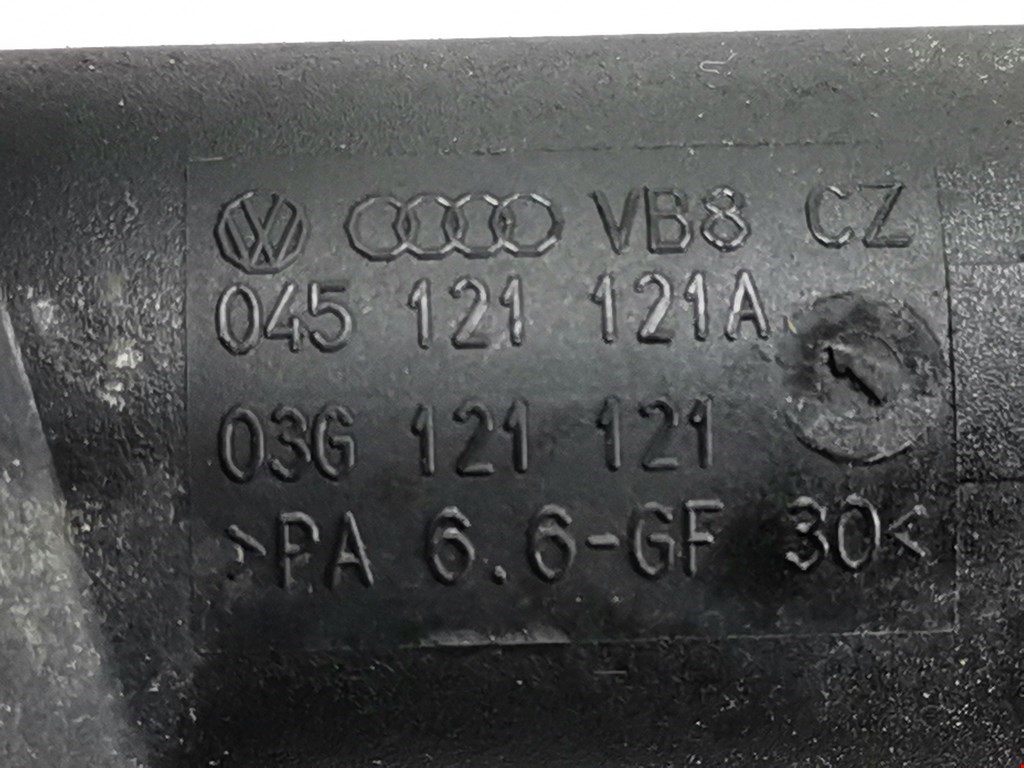 VB8 CZ
045 121 121A
03G 121 121
>PA 6.6-GF 30<